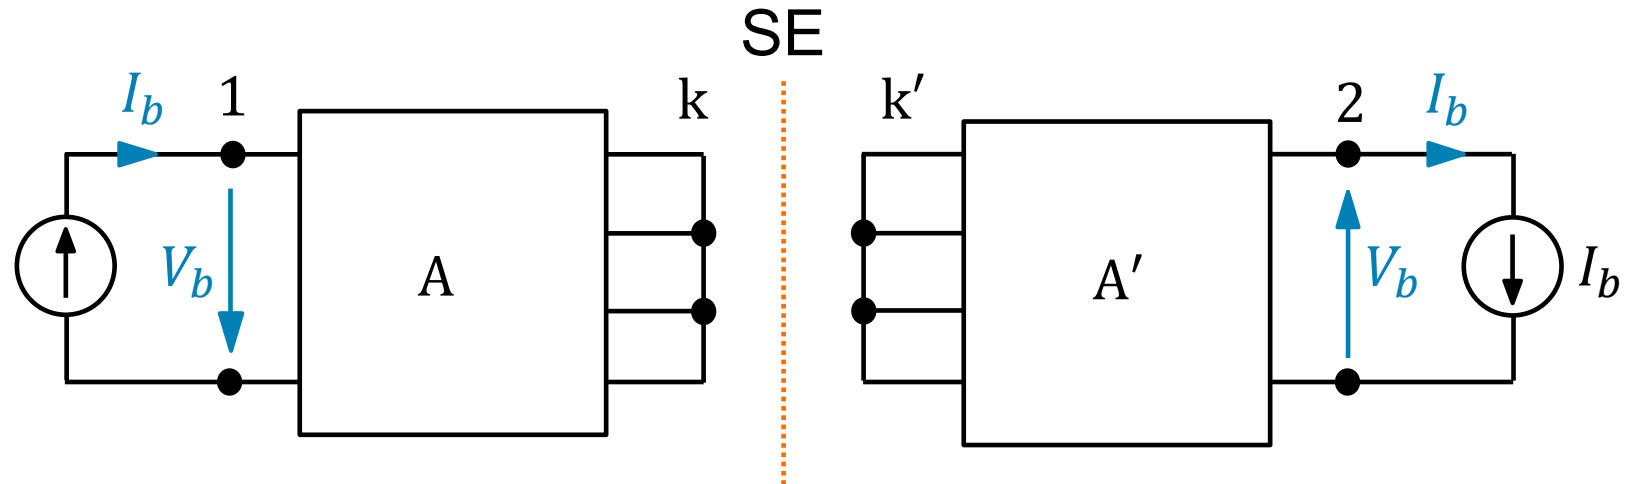 SE
I_b 1 k k′ 2 I_b
V_b A A′ V_b I_b